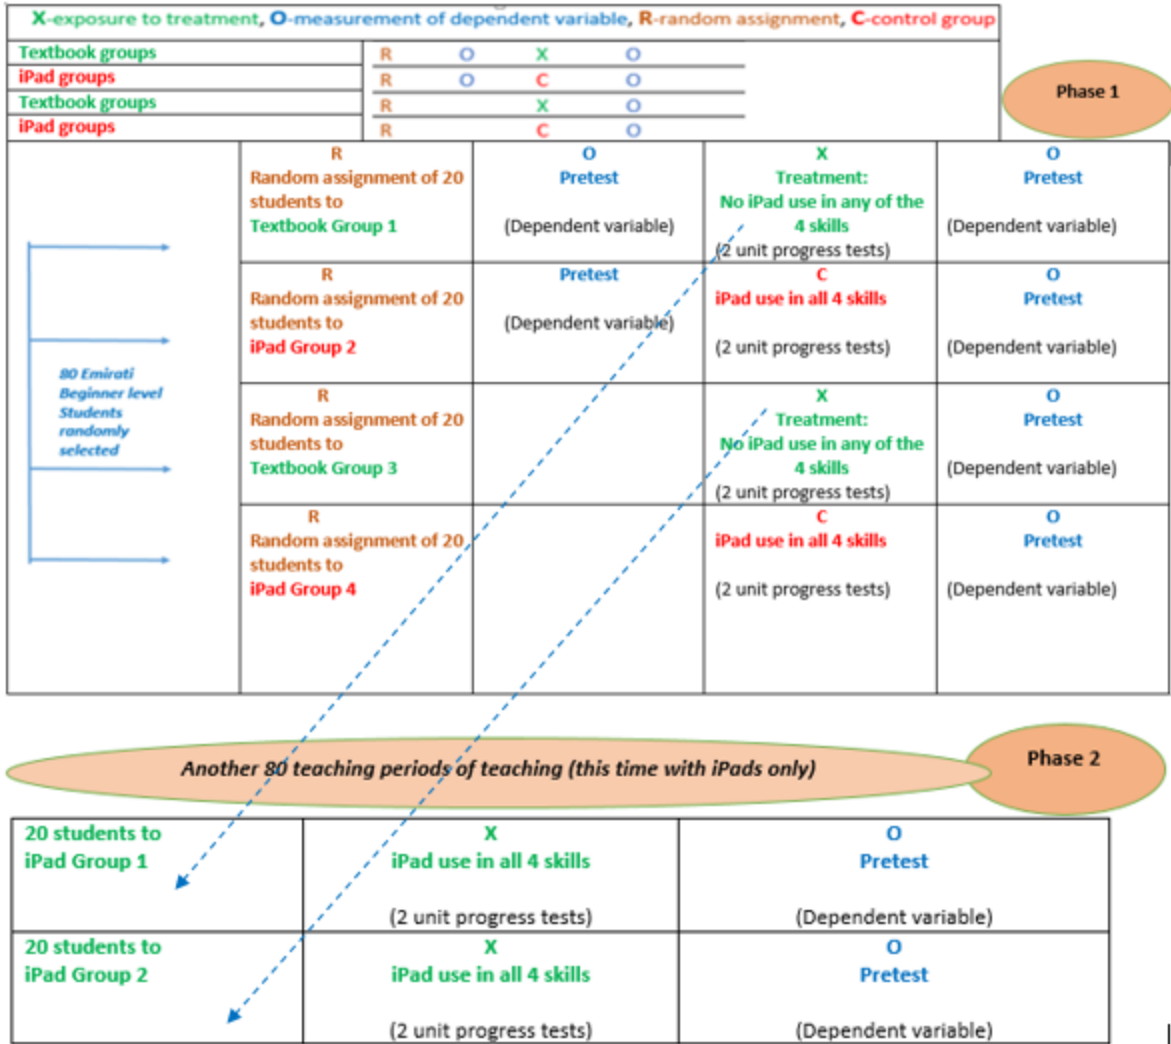 X-exposure to treatment, O-measurement of dependent variable, R-random assignment, C-control group
Textbook groups R O X O
iPad groups R O C O
Textbook groups R X O
iPad groups R C O
Phase 1
80 Emirati
Beginner level
Students
randomly
selected
R
Random assignment of 20
students to
Textbook Group 1
O
Pretest
(Dependent variable)
X
Treatment:
No iPad use in any of the
4 skills
(2 unit progress tests)
O
Pretest
(Dependent variable)
R
Random assignment of 20
students to
iPad Group 2
Pretest
(Dependent variable)
C
iPad use in all 4 skills
(2 unit progress tests)
O
Pretest
(Dependent variable)
R
Random assignment of 20
students to
Textbook Group 3
X
Treatment:
No iPad use in any of the
4 skills
(2 unit progress tests)
O
Pretest
(Dependent variable)
R
Random assignment of 20
students to
iPad Group 4
C
iPad use in all 4 skills
(2 unit progress tests)
O
Pretest
(Dependent variable)
Another 80 teaching periods of teaching (this time with iPads only)
Phase 2
20 students to
iPad Group 1
X
iPad use in all 4 skills
(2 unit progress tests)
O
Pretest
(Dependent variable)
20 students to
iPad Group 2
X
iPad use in all 4 skills
(2 unit progress tests)
O
Pretest
(Dependent variable)